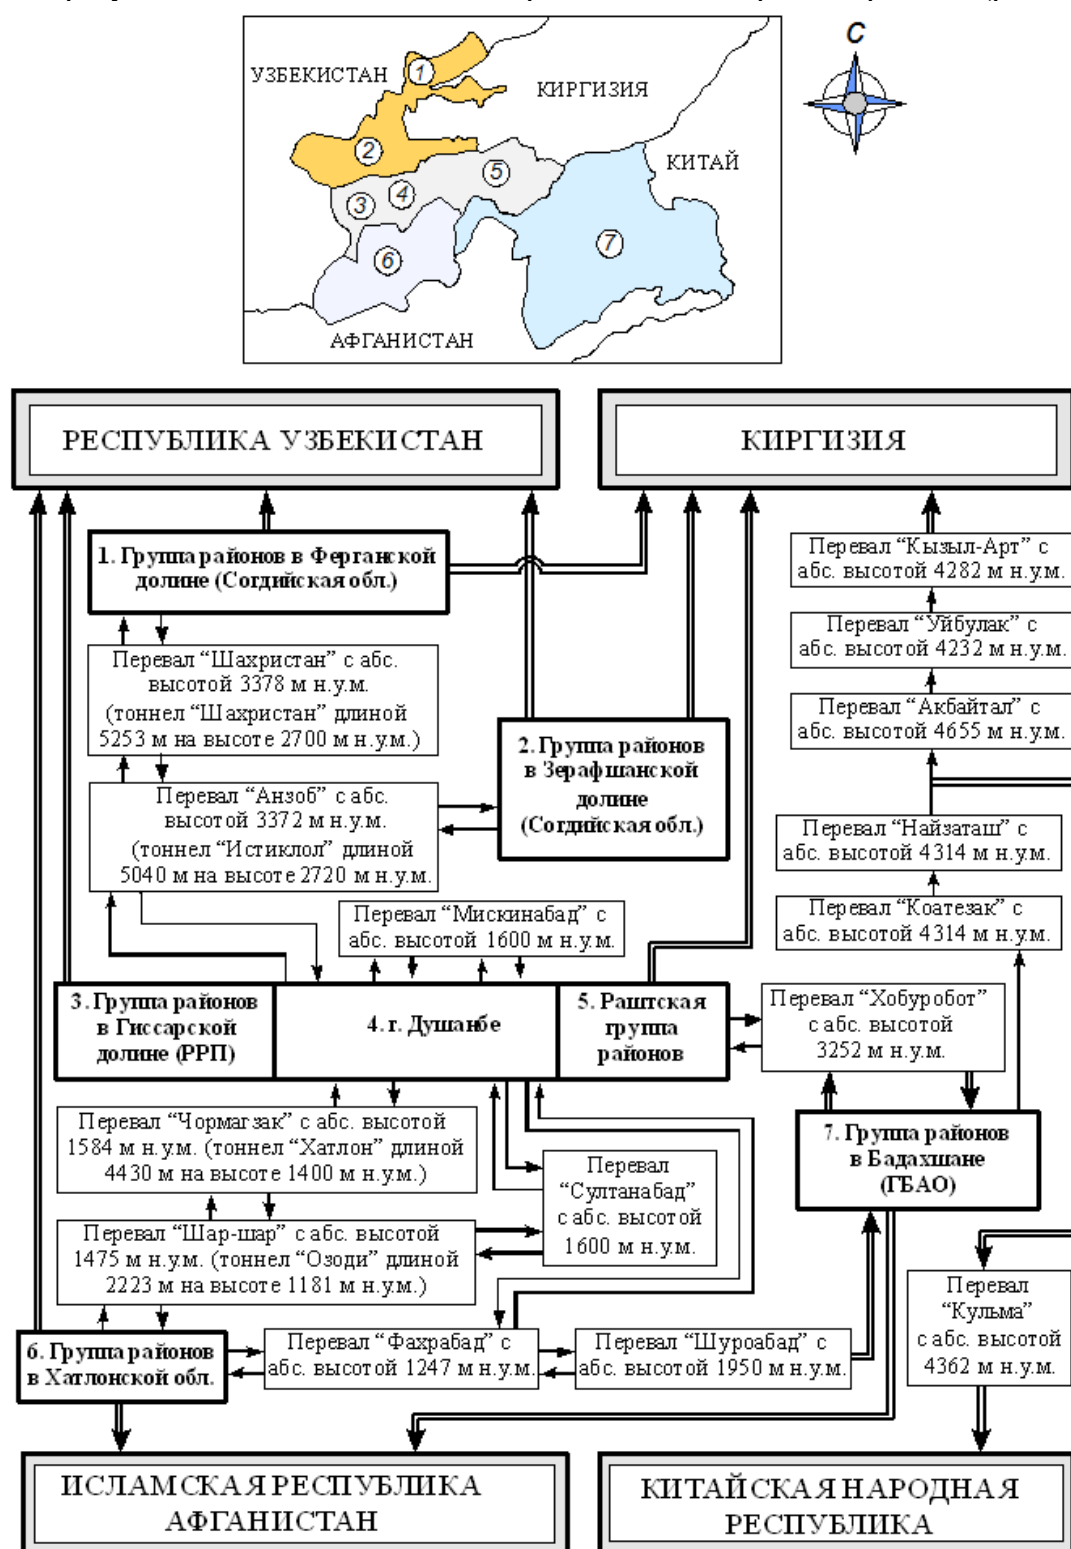 С
УЗБЕКИСТАН
КИРГИЗИЯ
КИТАЙ
АФГАНИСТАН
1
2
3
4
5
6
7
РЕСПУБЛИКА УЗБЕКИСТАН
КИРГИЗИЯ
1. Группа районов в Ферганской
долине (Согдийская обл.)
Перевал “Кызыл-Арт” с
абс. высотой 4282 м н.у.м.
Перевал “Уйбулак” с
абс. высотой 4232 м н.у.м.
Перевал “Шахристан” с абс.
высотой 3378 м н.у.м.
(тоннел “Шахристан” длиной
5253 м на высоте 2700 м н.у.м.)
Перевал “Акбайтал” с
абс. высотой 4655 м н.у.м.
2. Группа районов
в Зерафшанской
долине
(Согдийская обл.)
Перевал “Анзоб” с абс.
высотой 3372 м н.у.м.
(тоннел “Истиклол” длиной
5040 м на высоте 2720 м н.у.м.
Перевал “Найзаташ” с
абс. высотой 4314 м н.у.м.
Перевал “Мискинабад” с
абс. высотой 1600 м н.у.м.
Перевал “Коатезак” с
абс. высотой 4314 м н.у.м.
3. Группа районов
в Гиссарской
долине (РРП)
4. г. Душанбе
5. Раштская
группа
районов
Перевал “Хобуробот”
с абс. высотой
3252 м н.у.м.
Перевал “Чормагзак” с абс. высотой
1584 м н.у.м. (тоннел “Хатлон” длиной
4430 м на высоте 1400 м н.у.м.)
7. Группа районов
в Бадахшане
(ГБАО)
Перевал
“Султанабад”
с абс. высотой
1600 м н.у.м.
Перевал “Шар-шар” с абс. высотой
1475 м н.у.м. (тоннел “Озоди” длиной
2223 м на высоте 1181 м н.у.м.)
Перевал
“Кульма”
с абс. высотой
4362 м н.у.м.
6. Группа районов
в Хатлонской обл.
Перевал “Фахрабад” с
абс. высотой 1247 м н.у.м.
Перевал “Шуроабад” с
абс. высотой 1950 м н.у.м.
ИСЛАМСКАЯ РЕСПУБЛИКА
АФГАНИСТАН
КИТАЙСКАЯ НАРОДНАЯ
РЕСПУБЛИКА